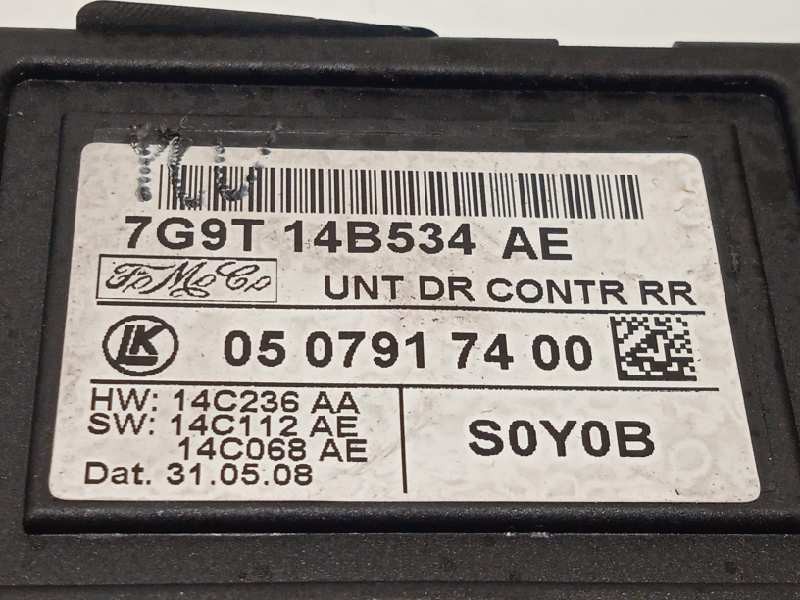 7G9T 14B534 AE
FoMoCo
UNT DR CONTR RR
LK
05 0791 74 00
HW: 14C236 AA
SW: 14C112 AE
14C068 AE
Dat. 31.05.08
S0Y0B